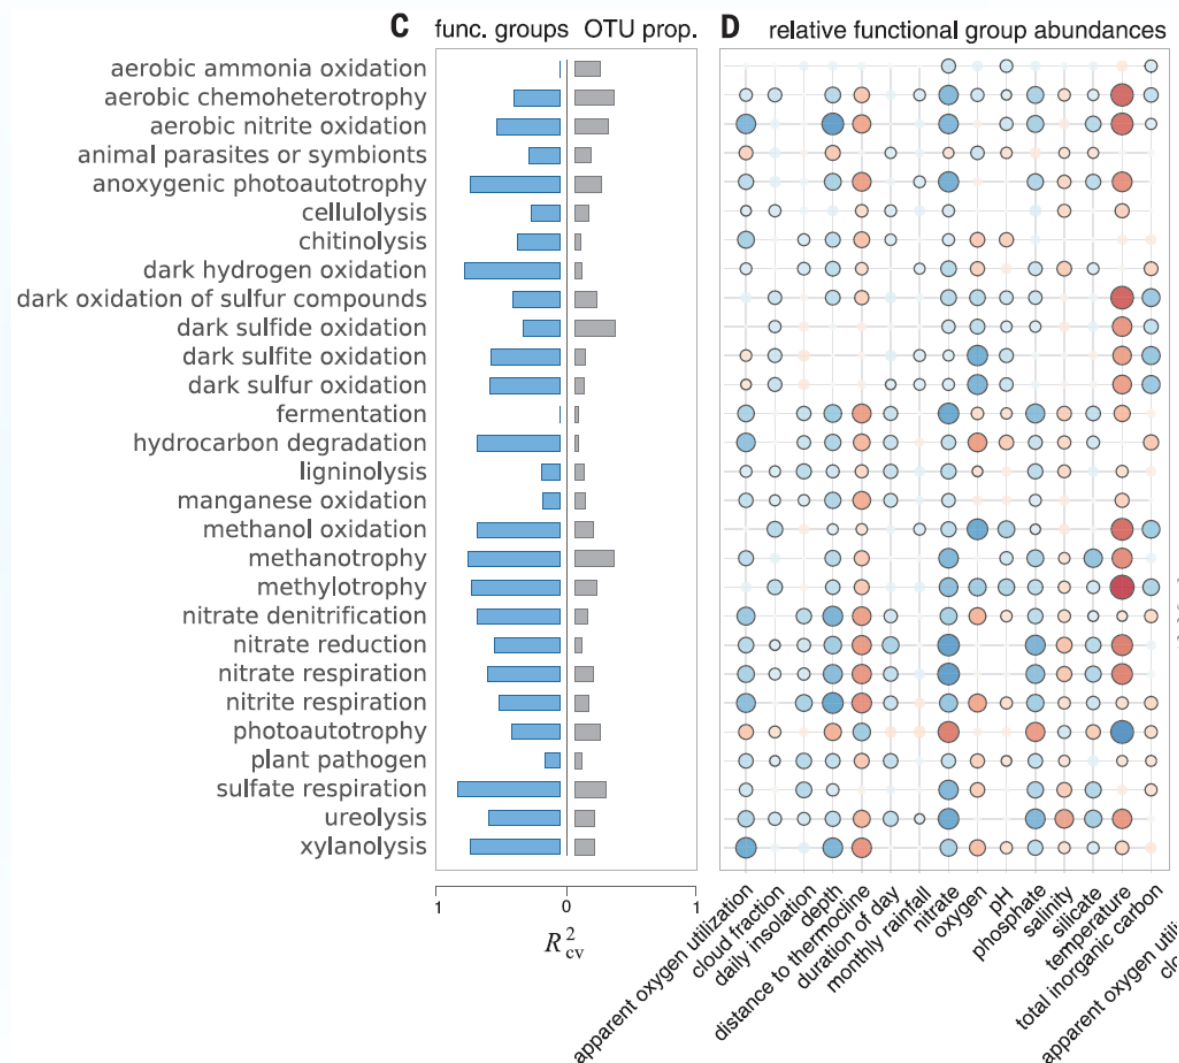 C func. groups OTU prop.
D relative functional group abundances
aerobic ammonia oxidation
aerobic chemoheterotrophy
aerobic nitrite oxidation
animal parasites or symbionts
anoxygenic photoautotrophy
cellulolysis
chitinolysis
dark hydrogen oxidation
dark oxidation of sulfur compounds
dark sulfide oxidation
dark sulfite oxidation
dark sulfur oxidation
fermentation
hydrocarbon degradation
ligninolysis
manganese oxidation
methanol oxidation
methanotrophy
methylotrophy
nitrate denitrification
nitrate reduction
nitrate respiration
nitrite respiration
photoautotrophy
plant pathogen
sulfate respiration
ureolysis
xylanolysis
1 0 1
R²cv
apparent oxygen utilization
cloud fraction
daily insolation
depth
distance to thermocline
duration of day
monthly rainfall
nitrate
oxygen
pH
phosphate
salinity
silicate
temperature
total inorganic carbon
apparent oxygen utili
clo